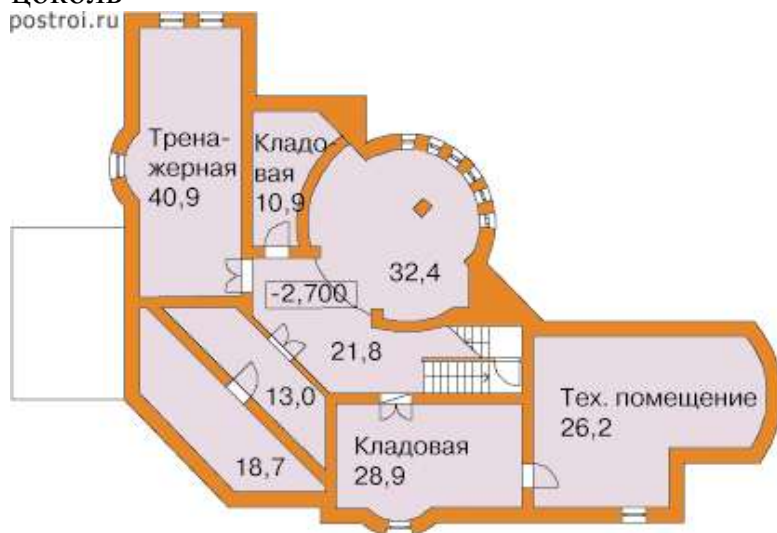 цоколь
postroi.ru
Трена-
жерная
40,9
Кладо-
вая
10,9
32,4
-2,700
21,8
13,0
18,7
Кладовая
28,9
Тех. помещение
26,2